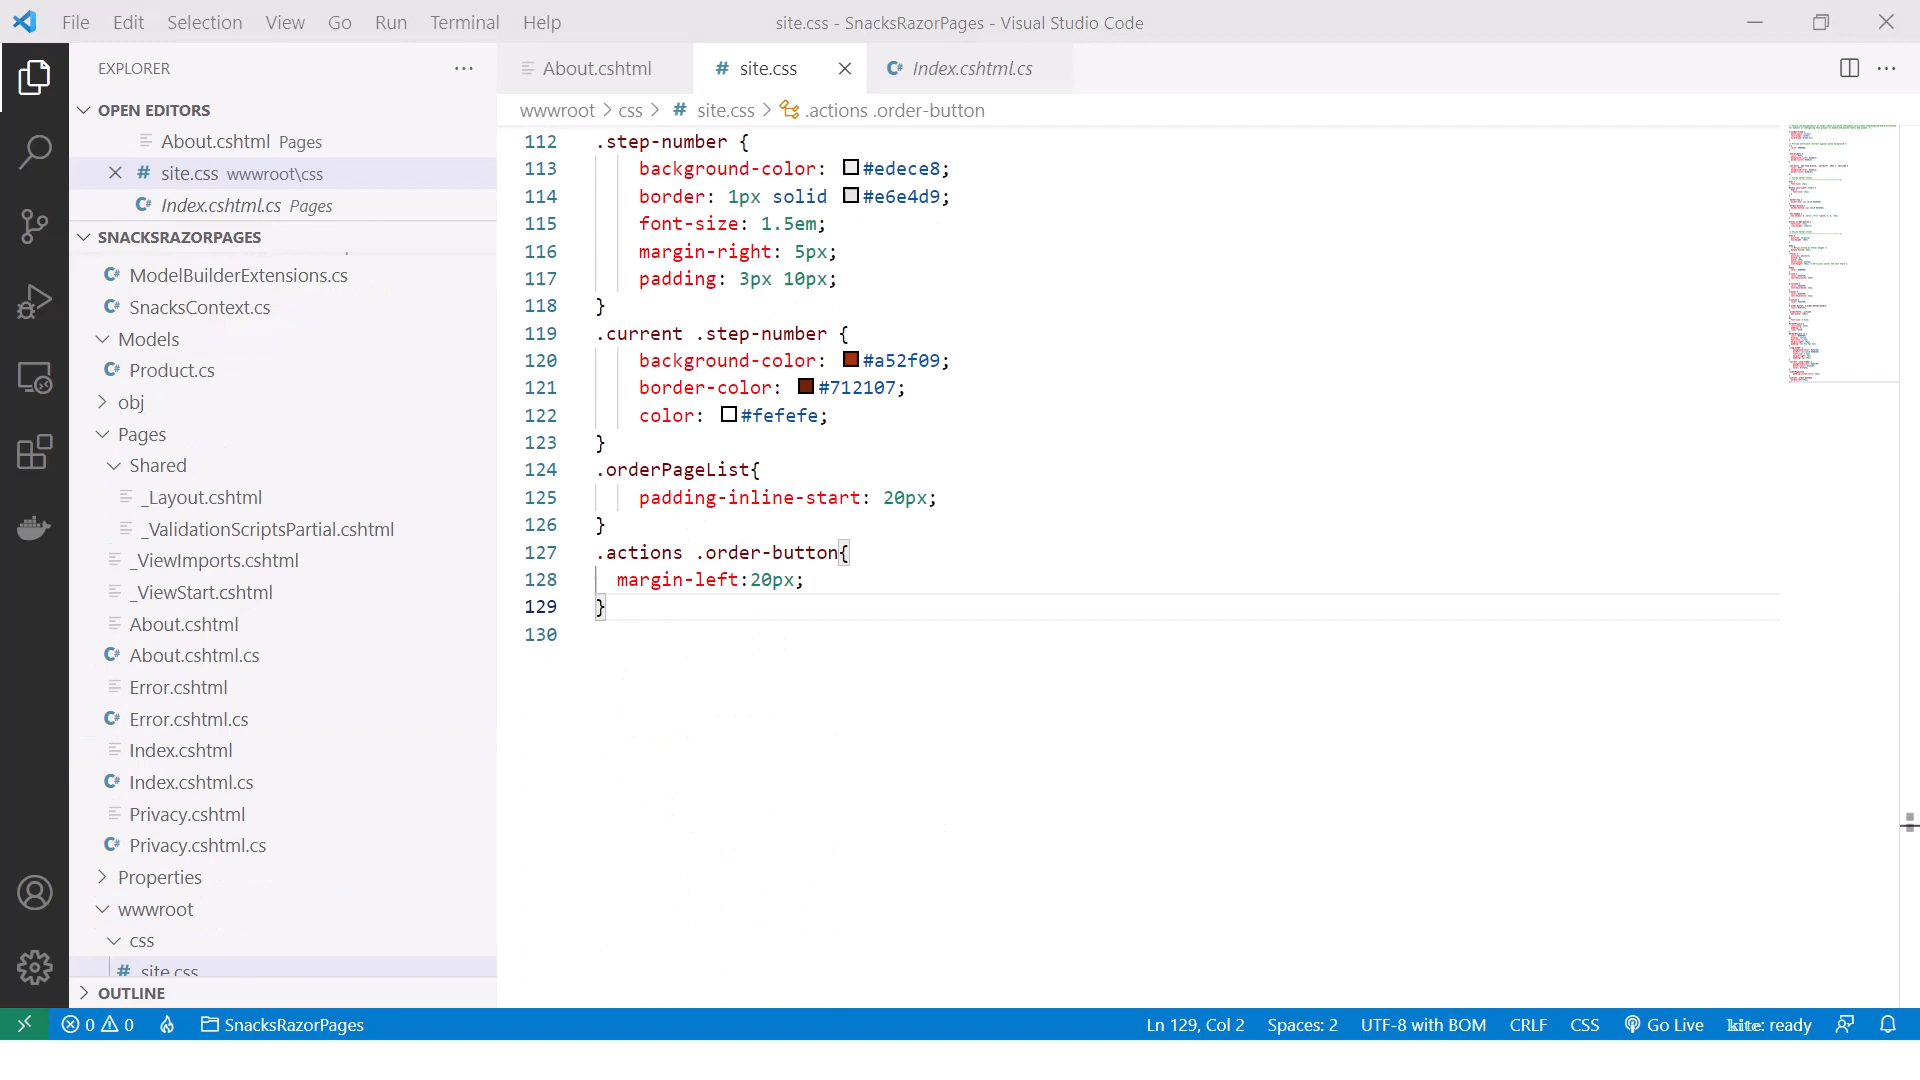 File Edit Selection View Go Run Terminal Help
site.css - SnacksRazorPages - Visual Studio Code
EXPLORER
OPEN EDITORS
About.cshtml Pages
site.css wwwroot\css
Index.cshtml.cs Pages
SNACKSRAZORPAGES
ModelBuilderExtensions.cs
SnacksContext.cs
Models
Product.cs
obj
Pages
Shared
_Layout.cshtml
_ValidationScriptsPartial.cshtml
_ViewImports.cshtml
_ViewStart.cshtml
About.cshtml
About.cshtml.cs
Error.cshtml
Error.cshtml.cs
Index.cshtml
Index.cshtml.cs
Privacy.cshtml
Privacy.cshtml.cs
Properties
wwwroot
css
site.css
OUTLINE
About.cshtml
# site.css
Index.cshtml.cs
wwwroot > css > # site.css > .actions .order-button
112 .step-number {
113 background-color: #edece8;
114 border: 1px solid #e6e4d9;
115 font-size: 1.5em;
116 margin-right: 5px;
117 padding: 3px 10px;
118 }
119 .current .step-number {
120 background-color: #a52f09;
121 border-color: #712107;
122 color: #fefefe;
123 }
124 .orderPageList{
125 padding-inline-start: 20px;
126 }
127 .actions .order-button{
128 margin-left:20px;
129 }
130
0 0 SnacksRazorPages
Ln 129, Col 2 Spaces: 2 UTF-8 with BOM CRLF CSS Go Live kite: ready